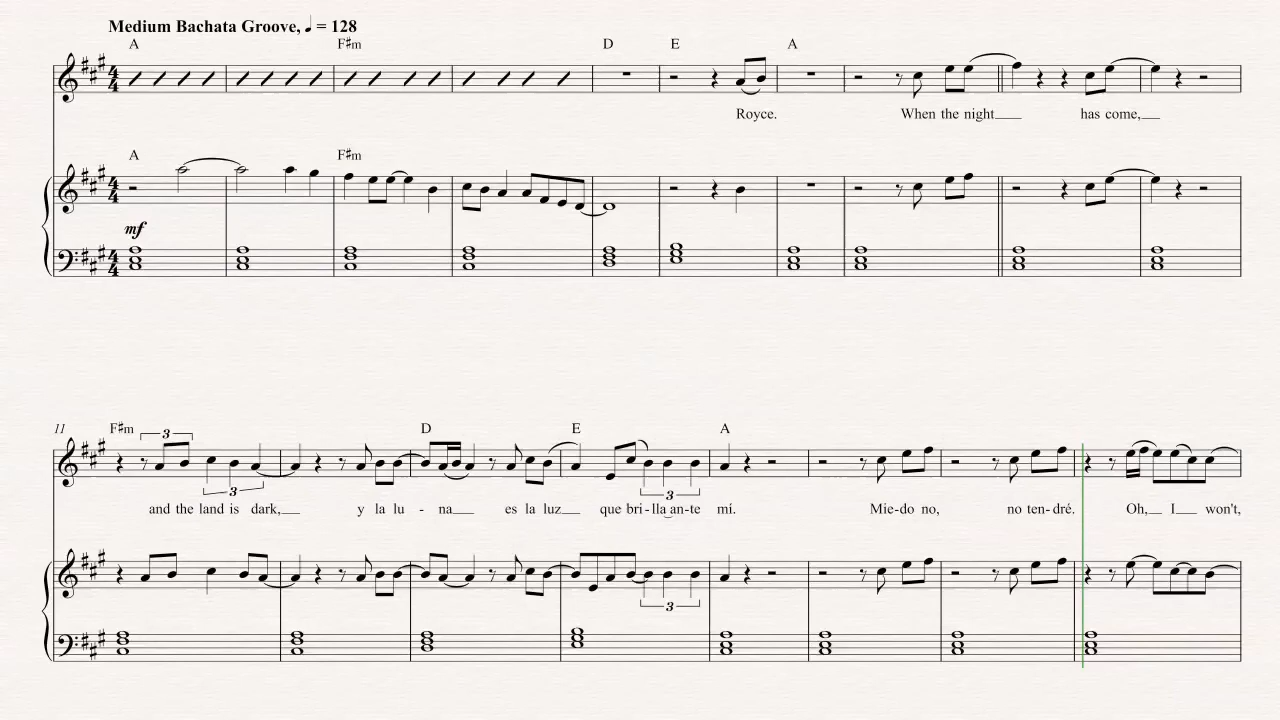 Medium Bachata Groove, ♩ = 128
A F♯m D E A
Royce. When the night has come,
A F♯m
mf
11 F♯m D E A
3 3 3
and the land is dark, y la lu - na es la luz que bri - lla an - te mí. Mie - do no, no ten - dré. Oh, I won't,
3